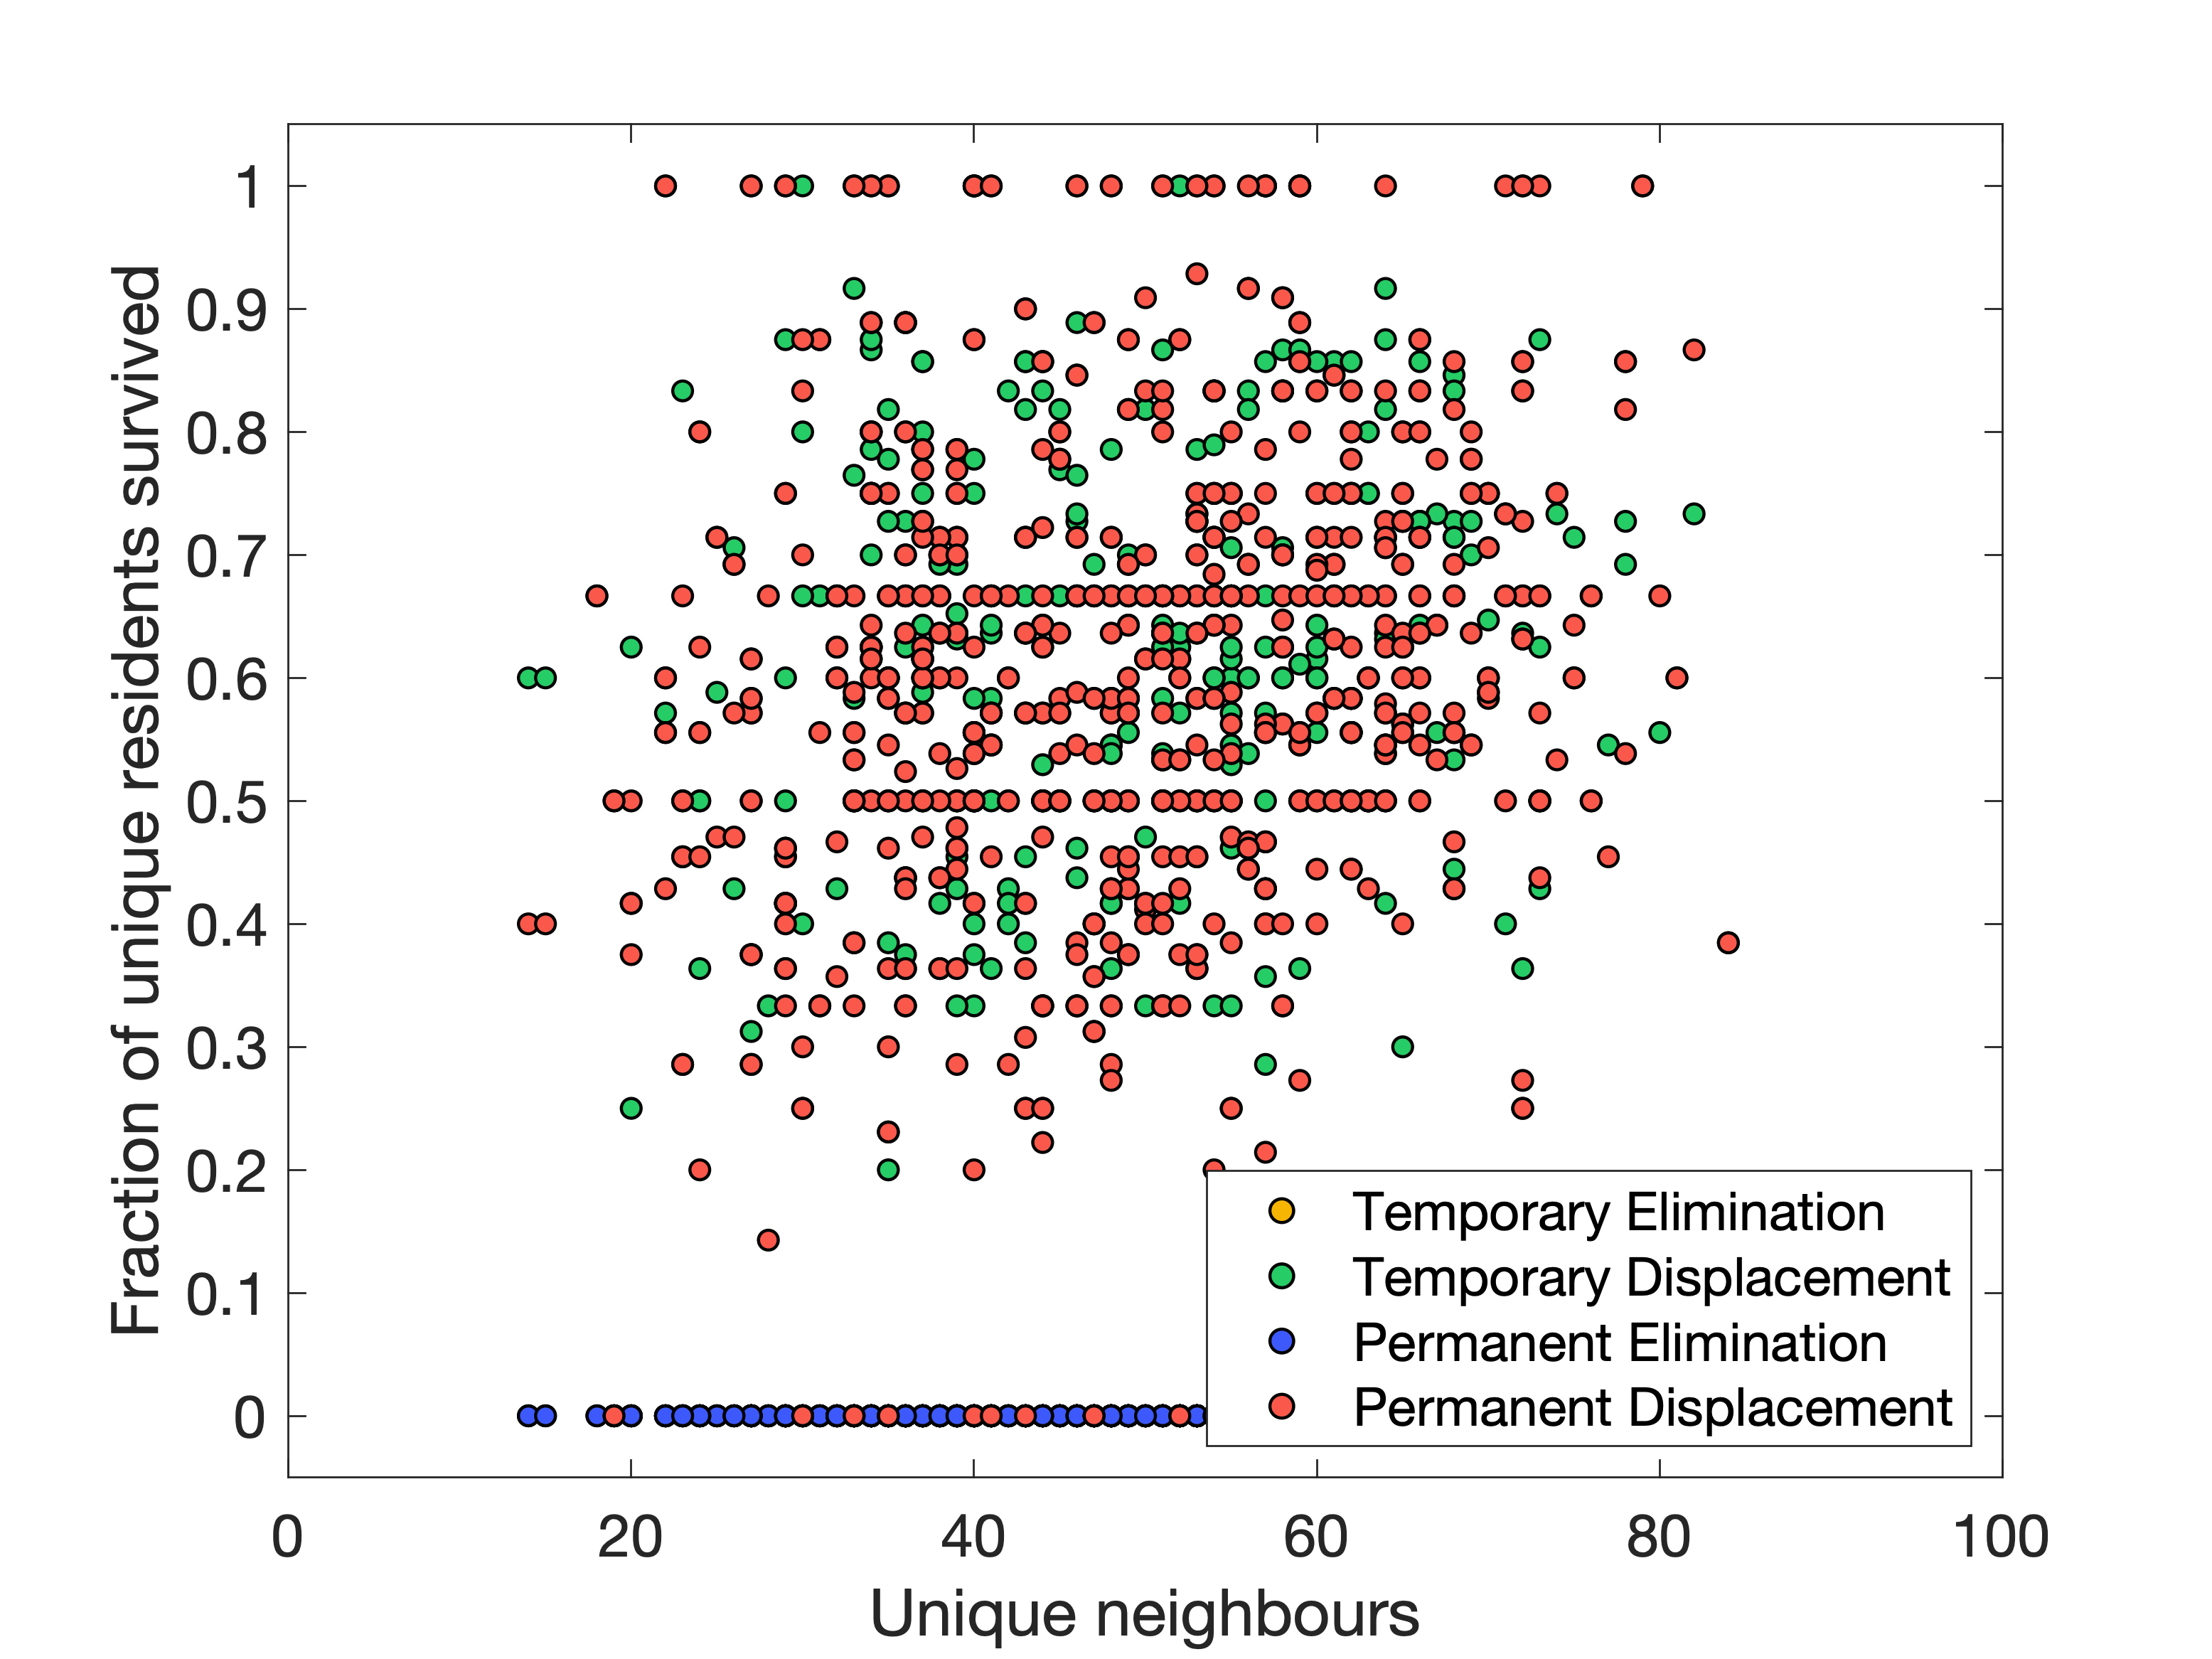 Fraction of unique residents survived
1
0.9
0.8
0.7
0.6
0.5
0.4
0.3
0.2
0.1
0
Temporary Elimination
Temporary Displacement
Permanent Elimination
Permanent Displacement
0 20 40 60 80 100
Unique neighbours